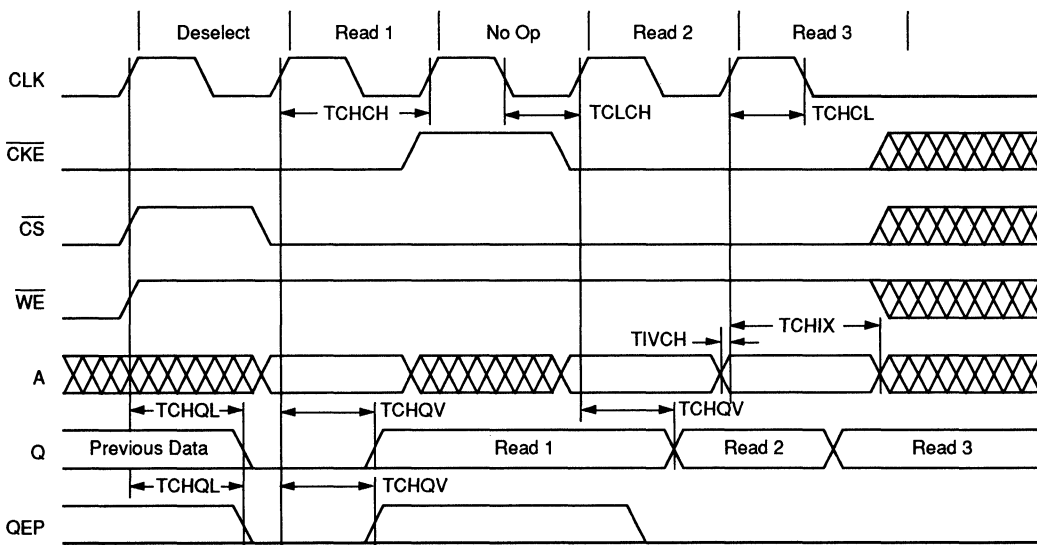 Deselect Read 1 No Op Read 2 Read 3
CLK
TCHCH TCLCH TCHCL
CKE
CS
WE
TCHIX
TIVCH
A
TCHQL TCHQV TCHQV
Q Previous Data Read 1 Read 2 Read 3
TCHQL TCHQV
QEP